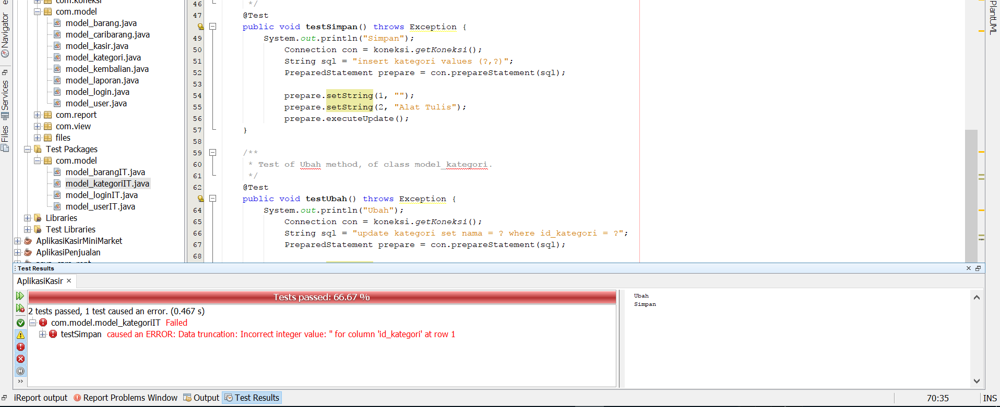 e
Navigator
Services
Files
com.koneksi
com.model
model_barang.java
model_caribarang.java
model_kasir.java
model_kategori.java
model_kembalian.java
model_laporan.java
model_login.java
model_user.java
com.report
com.view
files
Test Packages
com.model
model_barangIT.java
model_kategoriIT.java
model_loginIT.java
model_userIT.java
Libraries
Test Libraries
AplikasiKasirMiniMarket
AplikasiPenjualan
46 */
47 @Test
public void testSimpan() throws Exception {
49 System.out.println("Simpan");
50 Connection con = koneksi.getKoneksi();
51 String sql = "insert kategori values (?,?)";
52 PreparedStatement prepare = con.prepareStatement(sql);
53
54 prepare.setString(1, "");
55 prepare.setString(2, "Alat Tulis");
56 prepare.executeUpdate();
57 }
58
59 /**
60 * Test of Ubah method, of class model_kategori.
61 */
62 @Test
public void testUbah() throws Exception {
64 System.out.println("Ubah");
65 Connection con = koneksi.getKoneksi();
66 String sql = "update kategori set nama = ? where id_kategori = ?";
67 PreparedStatement prepare = con.prepareStatement(sql);
68
PlantUML
Test Results
AplikasiKasir
Tests passed: 66.67 %
2 tests passed, 1 test caused an error. (0.467 s)
com.model.model_kategoriIT Failed
testSimpan caused an ERROR: Data truncation: Incorrect integer value: '' for column 'id_kategori' at row 1
Ubah
Simpan
iReport output Report Problems Window Output Test Results 70:35 INS